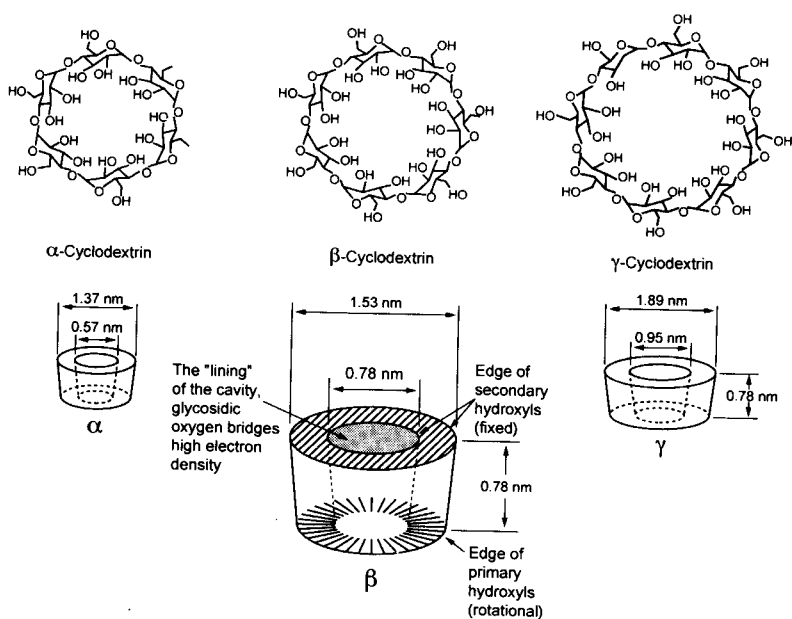 α-Cyclodextrin
β-Cyclodextrin
γ-Cyclodextrin
1.37 nm
0.57 nm
α
1.53 nm
0.78 nm
The "lining"
of the cavity,
glycosidic
oxygen bridges
high electron
density
Edge of
secondary
hydroxyls
(fixed)
0.78 nm
Edge of
primary
hydroxyls
(rotational)
β
1.89 nm
0.95 nm
0.78 nm
γ